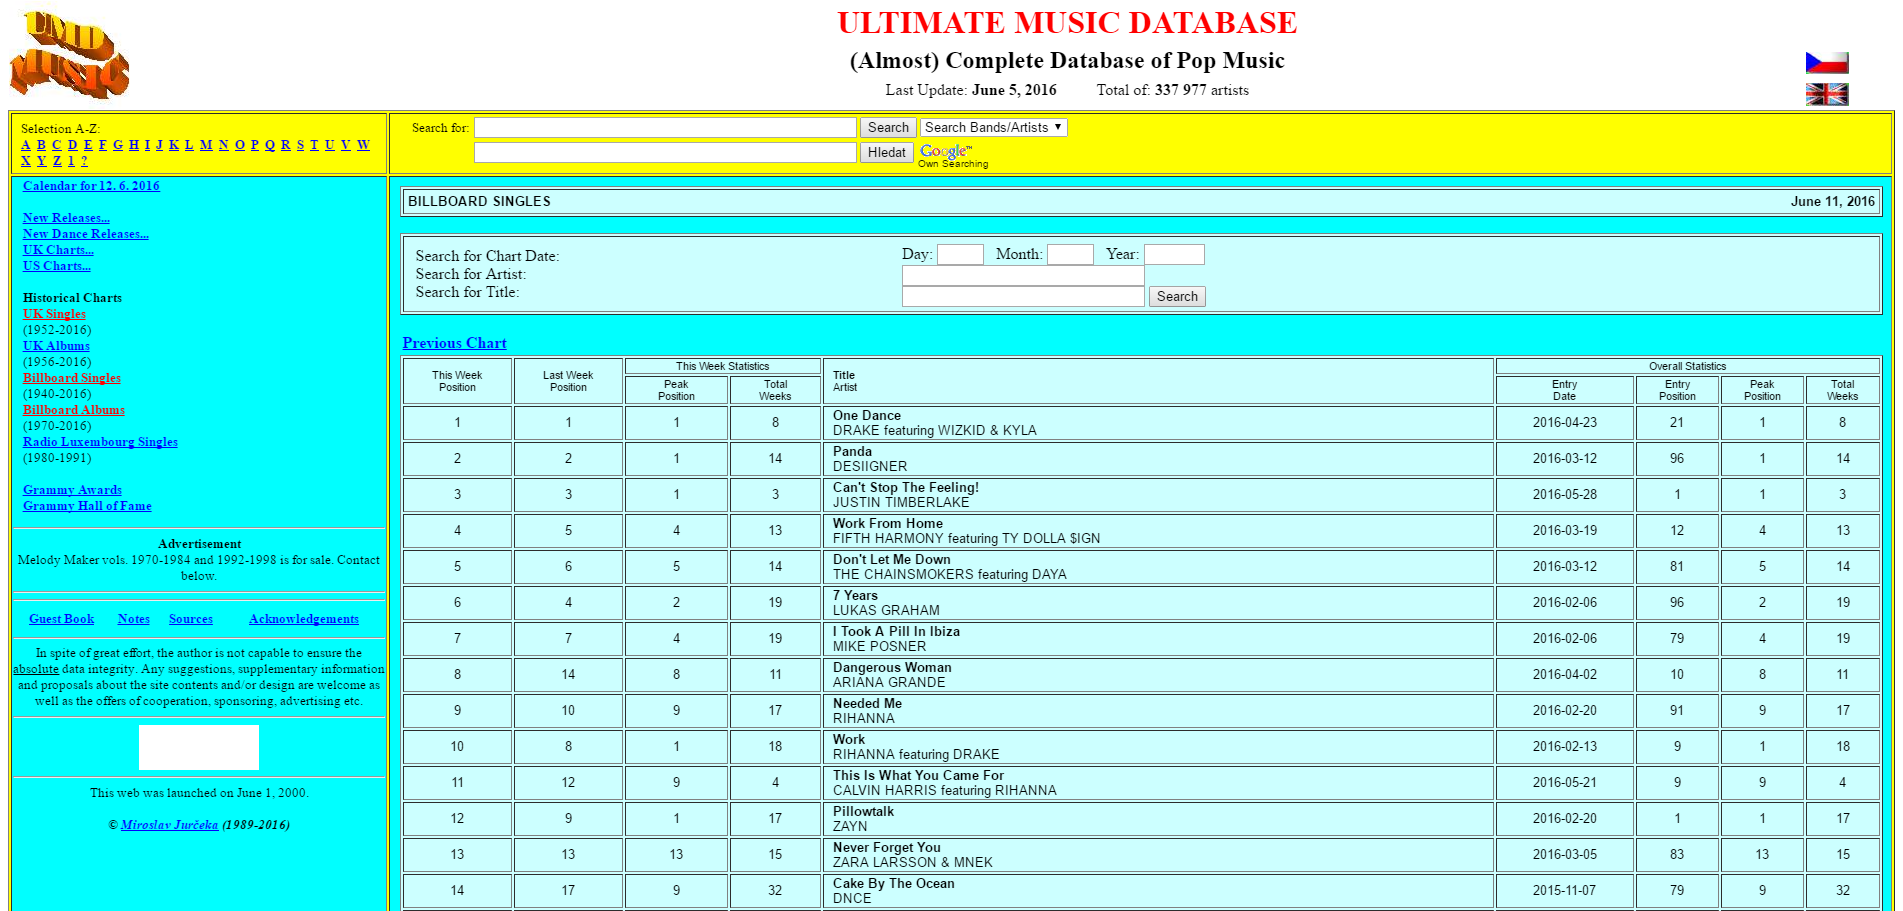 UMD
MUSIC
ULTIMATE MUSIC DATABASE
(Almost) Complete Database of Pop Music
Last Update: June 5, 2016 Total of: 337 977 artists
Selection A-Z:
A B C D E F G H I J K L M N O P Q R S T U V W
X Y Z 1 ?
Search for: Search Search Bands/Artists
Hledat Google™
Own Searching
Calendar for 12. 6. 2016
New Releases...
New Dance Releases...
UK Charts...
US Charts...
Historical Charts
UK Singles
(1952-2016)
UK Albums
(1956-2016)
Billboard Singles
(1940-2016)
Billboard Albums
(1970-2016)
Radio Luxembourg Singles
(1980-1991)
Grammy Awards
Grammy Hall of Fame
Advertisement
Melody Maker vols. 1970-1984 and 1992-1998 is for sale. Contact
below.
Guest Book Notes Sources Acknowledgements
In spite of great effort, the author is not capable to ensure the
absolute data integrity. Any suggestions, supplementary information
and proposals about the site contents and/or design are welcome as
well as the offers of cooperation, sponsoring, advertising etc.
This web was launched on June 1, 2000.
© Miroslav Jurčeka (1989-2016)
BILLBOARD SINGLES June 11, 2016
Search for Chart Date: Day: Month: Year:
Search for Artist:
Search for Title: Search
Previous Chart
This Week Position Last Week Position This Week Statistics Title Artist Overall Statistics
Peak Position Total Weeks Entry Date Entry Position Peak Position Total Weeks
1 1 1 8 One Dance 2016-04-23 21 1 8
DRAKE featuring WIZKID & KYLA
2 2 1 14 Panda 2016-03-12 96 1 14
DESIIGNER
3 3 1 3 Can't Stop The Feeling! 2016-05-28 1 1 3
JUSTIN TIMBERLAKE
4 5 4 13 Work From Home 2016-03-19 12 4 13
FIFTH HARMONY featuring TY DOLLA $IGN
5 6 5 14 Don't Let Me Down 2016-03-12 81 5 14
THE CHAINSMOKERS featuring DAYA
6 4 2 19 7 Years 2016-02-06 96 2 19
LUKAS GRAHAM
7 7 4 19 I Took A Pill In Ibiza 2016-02-06 79 4 19
MIKE POSNER
8 14 8 11 Dangerous Woman 2016-04-02 10 8 11
ARIANA GRANDE
9 10 9 17 Needed Me 2016-02-20 91 9 17
RIHANNA
10 8 1 18 Work 2016-02-13 9 1 18
RIHANNA featuring DRAKE
11 12 9 4 This Is What You Came For 2016-05-21 9 9 4
CALVIN HARRIS featuring RIHANNA
12 9 1 17 Pillowtalk 2016-02-20 1 1 17
ZAYN
13 13 13 15 Never Forget You 2016-03-05 83 13 15
ZARA LARSSON & MNEK
14 17 9 32 Cake By The Ocean 2015-11-07 79 9 32
DNCE